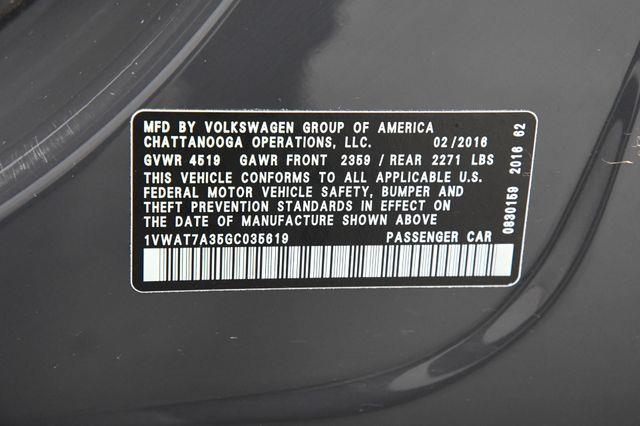 MFD BY VOLKSWAGEN GROUP OF AMERICA
CHATTANOOGA OPERATIONS, LLC. 02/2016
GVWR 4519 GAWR FRONT 2359 / REAR 2271 LBS
THIS VEHICLE CONFORMS TO ALL APPLICABLE U.S.
FEDERAL MOTOR VEHICLE SAFETY, BUMPER AND
THEFT PREVENTION STANDARDS IN EFFECT ON
THE DATE OF MANUFACTURE SHOWN ABOVE
1VWAT7A35GC035619 PASSENGER CAR
0830159 2016 62